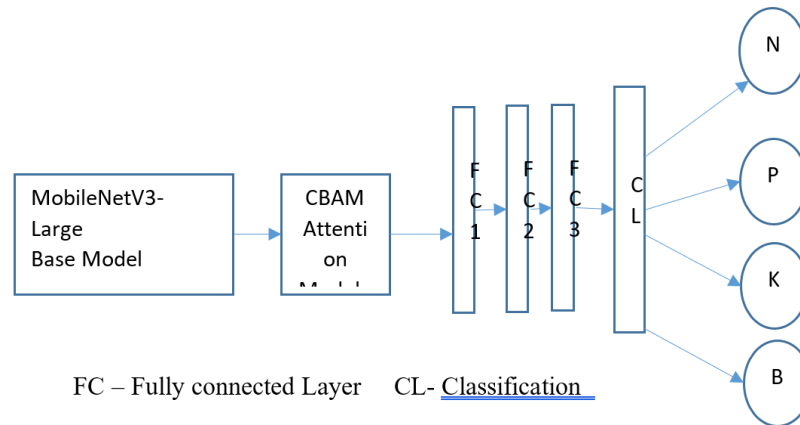 MobileNetV3-
Large
Base Model
CBAM
Attenti
on
F
C
1
F
C
2
F
C
3
C
L
N
P
K
B
FC – Fully connected Layer CL- Classification